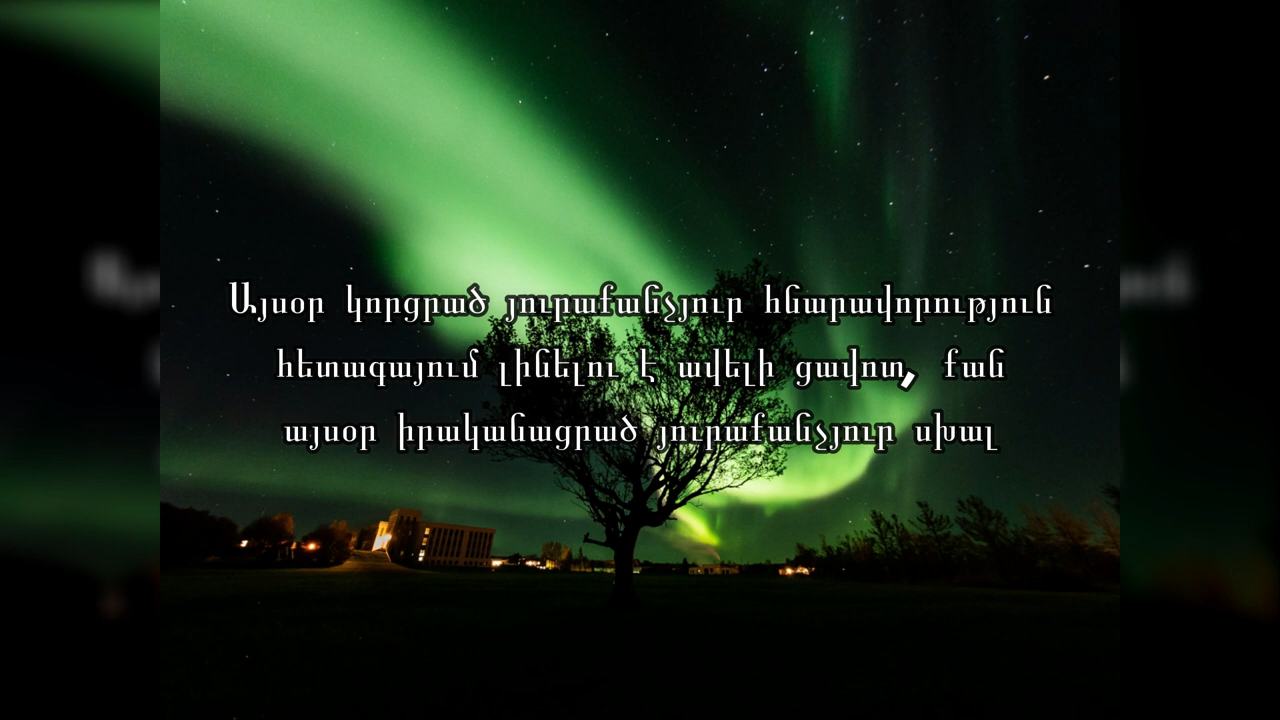 Այսօր կորցրած յուրաքանչյուր հնարավորություն
հետագայում լինելու է ավելի ցավոտ, քան
այսօր իրականացրած յուրաքանչյուր սխալ